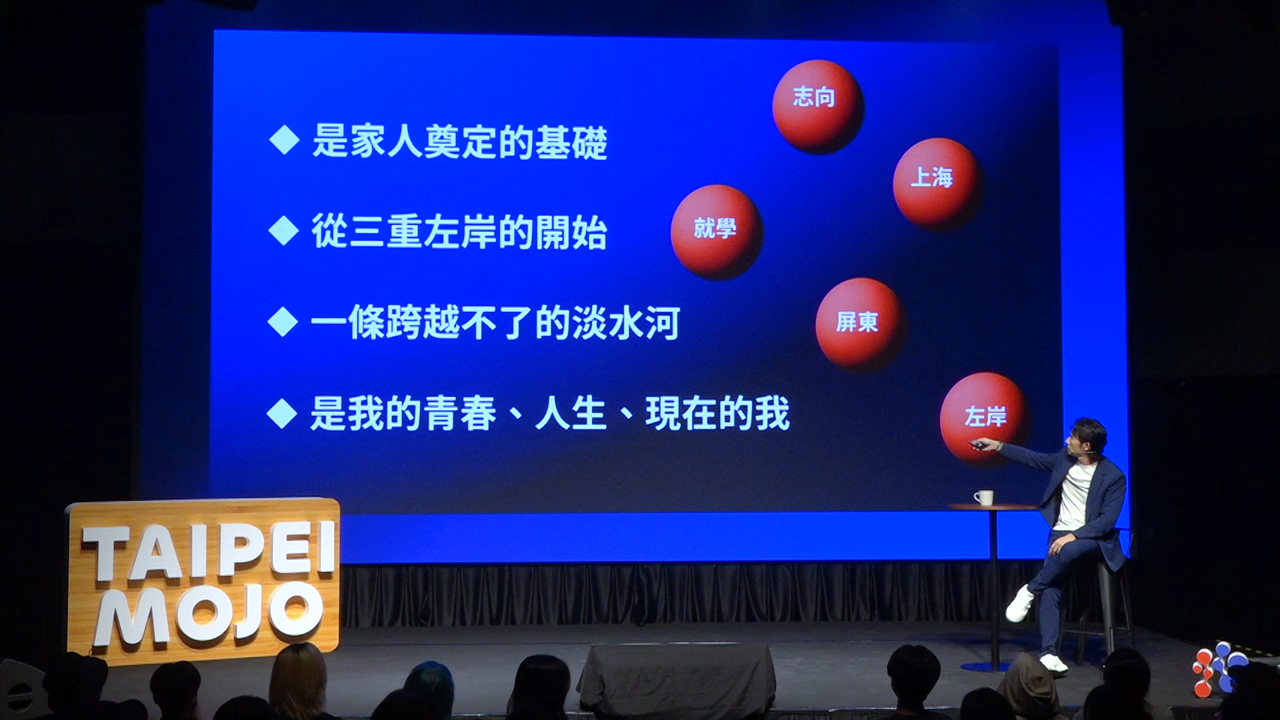 ◆ 是家人奠定的基礎
◆ 從三重左岸的開始
◆ 一條跨越不了的淡水河
◆ 是我的青春、人生、現在的我
志向
上海
就學
屏東
左岸
TAIPEI
MOJO